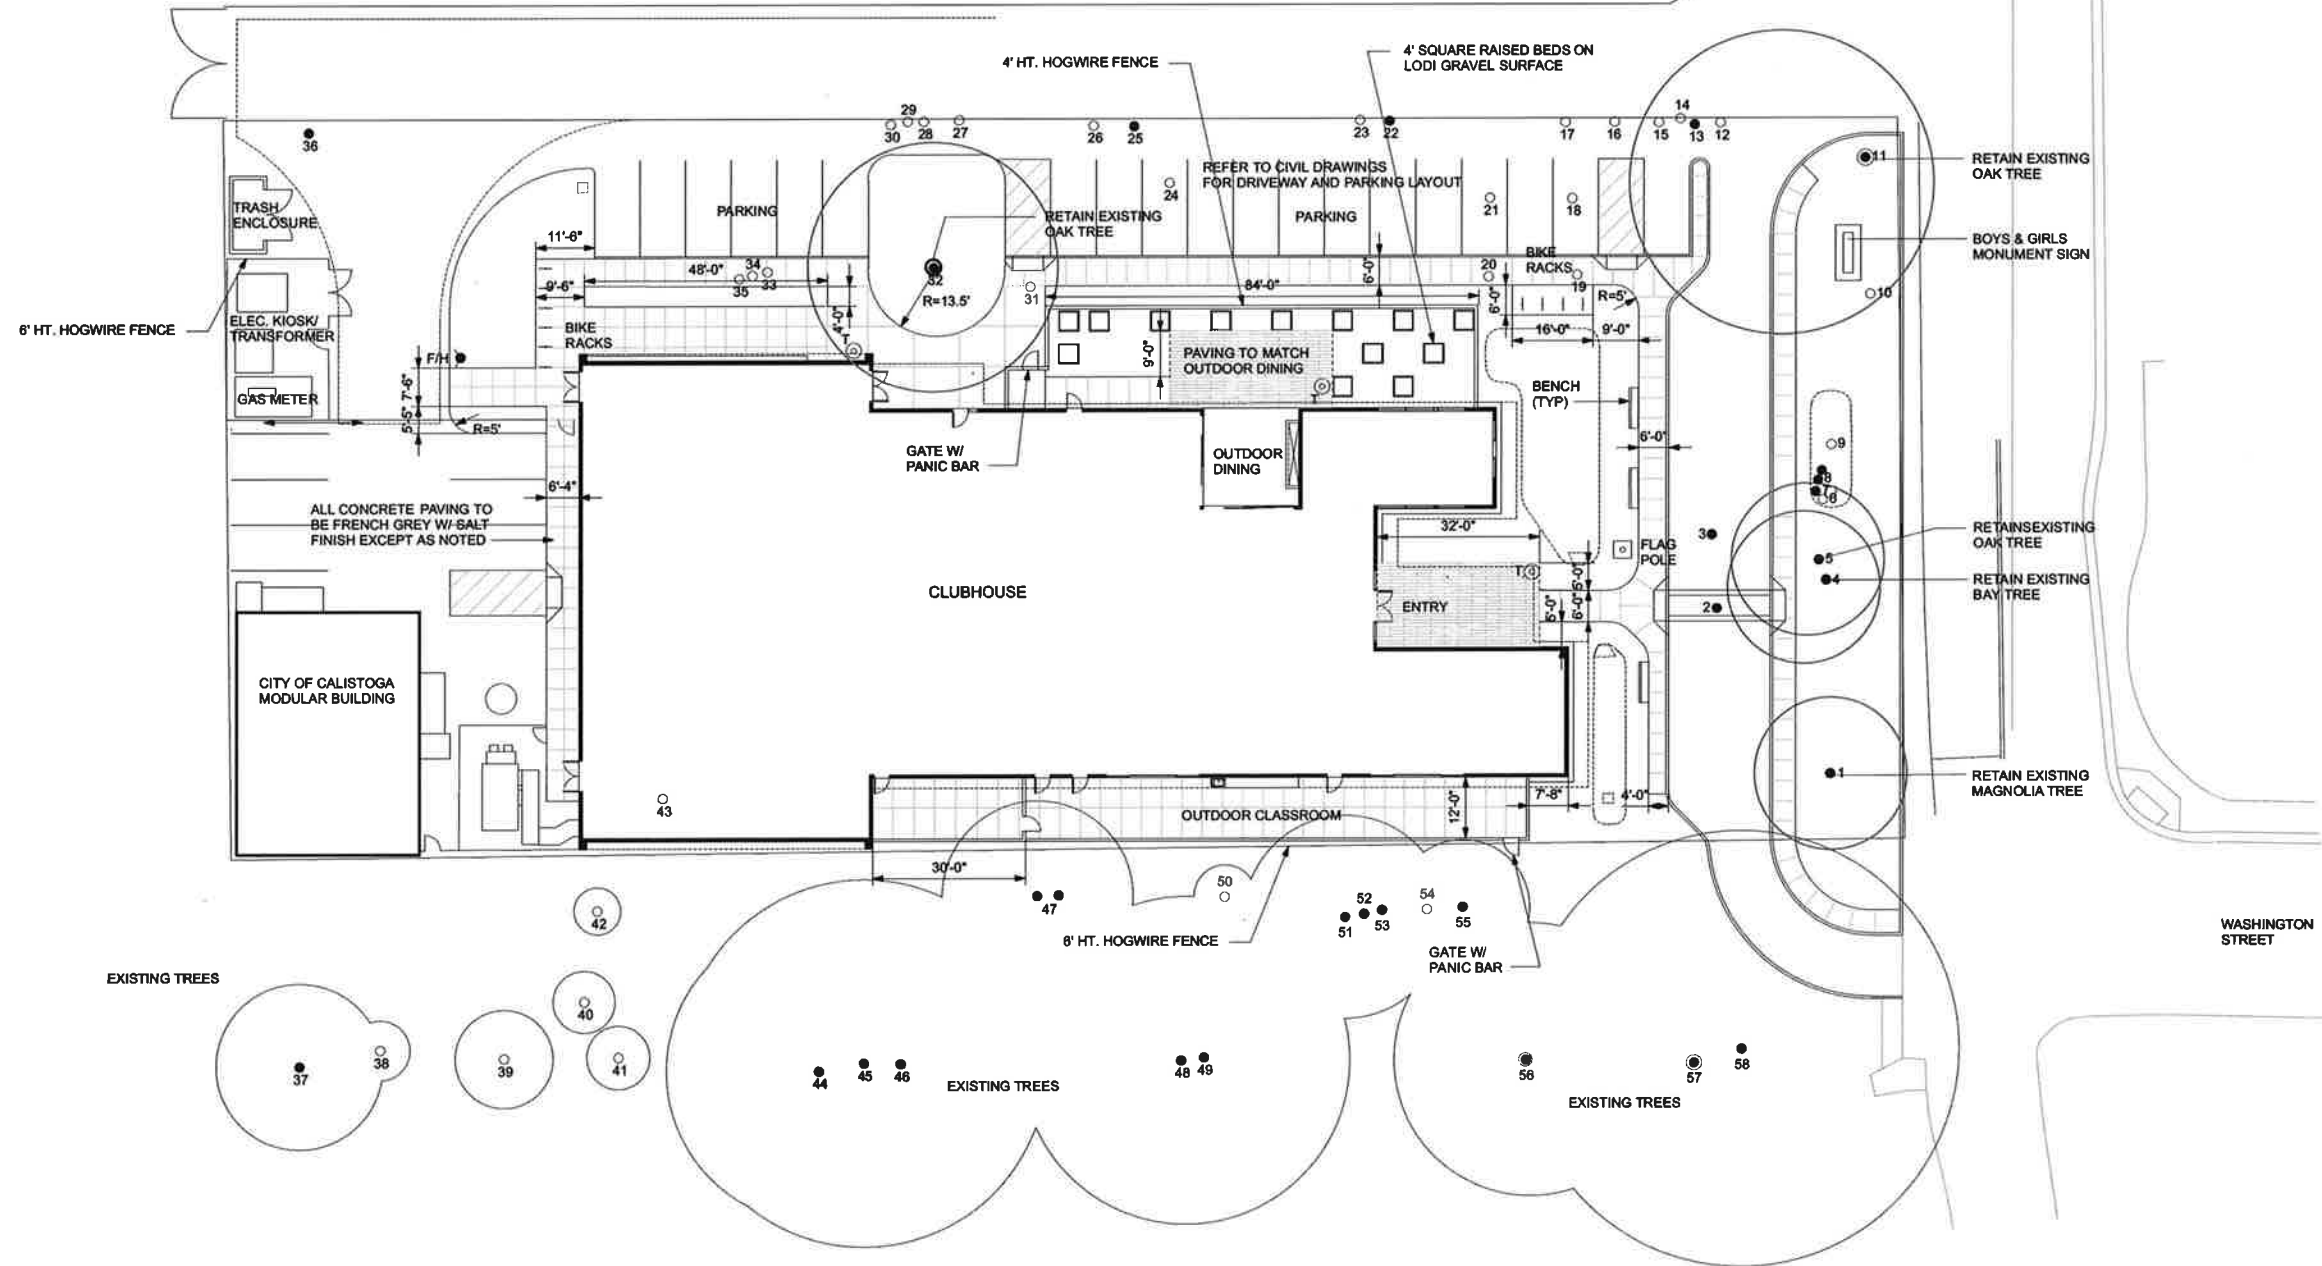 4' SQUARE RAISED BEDS ON
LODI GRAVEL SURFACE
4' HT. HOGWIRE FENCE
14
29
30
28
27
26
25
23
22
17
16
15
13
12
36
11
RETAIN EXISTING
OAK TREE
REFER TO CIVIL DRAWINGS
FOR DRIVEWAY AND PARKING LAYOUT
24
21
18
TRASH
ENCLOSURE
PARKING
RETAIN EXISTING
OAK TREE
PARKING
11'-6"
BOYS & GIRLS
MONUMENT SIGN
BIKE
RACKS
48'-0"
34
33
35
32
6'-0"
20
19
9'-6"
R=13.5'
31
84'-0"
R=5'
10
4'-0"
6'-0"
6' HT. HOGWIRE FENCE
ELEC. KIOSK/
TRANSFORMER
BIKE
RACKS
T
16'-0"
9'-0"
F/H
9'-0"
PAVING TO MATCH
OUTDOOR DINING
7'-6"
GAS METER
T
BENCH
(TYP)
5'-5"
R=5'
GATE W/
PANIC BAR
OUTDOOR
DINING
6'-0"
9
8
7
6
6'-4"
ALL CONCRETE PAVING TO
BE FRENCH GREY W/ SALT
FINISH EXCEPT AS NOTED
32'-0"
3
RETAINSEXISTING
OAK TREE
FLAG
POLE
5
T
5'-0"
4
RETAIN EXISTING
BAY TREE
CLUBHOUSE
ENTRY
5'-0"
6'-0"
2
CITY OF CALISTOGA
MODULAR BUILDING
1
RETAIN EXISTING
MAGNOLIA TREE
43
12'-0"
7'-8"
4'-0"
OUTDOOR CLASSROOM
30'-0"
50
42
47
52
54
51
53
55
6' HT. HOGWIRE FENCE
GATE W/
PANIC BAR
WASHINGTON
STREET
EXISTING TREES
40
38
37
39
41
44
45
46
EXISTING TREES
48
49
56
57
58
EXISTING TREES